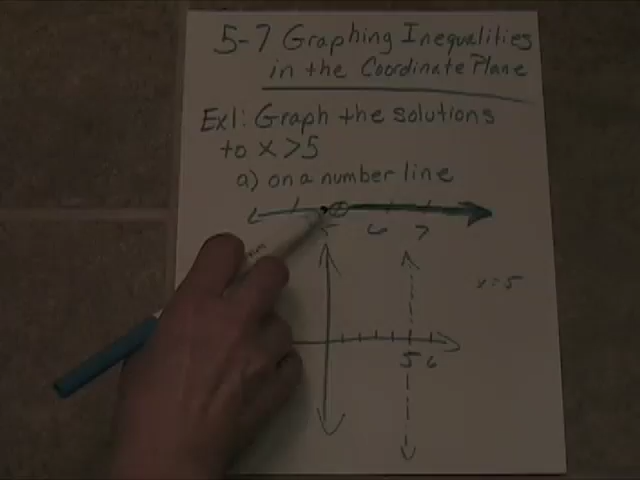 5-7 Graphing Inequalities
in the Coordinate Plane
Ex1: Graph the solutions
to x > 5
a) on a number line
6 7
x = 5
5 6